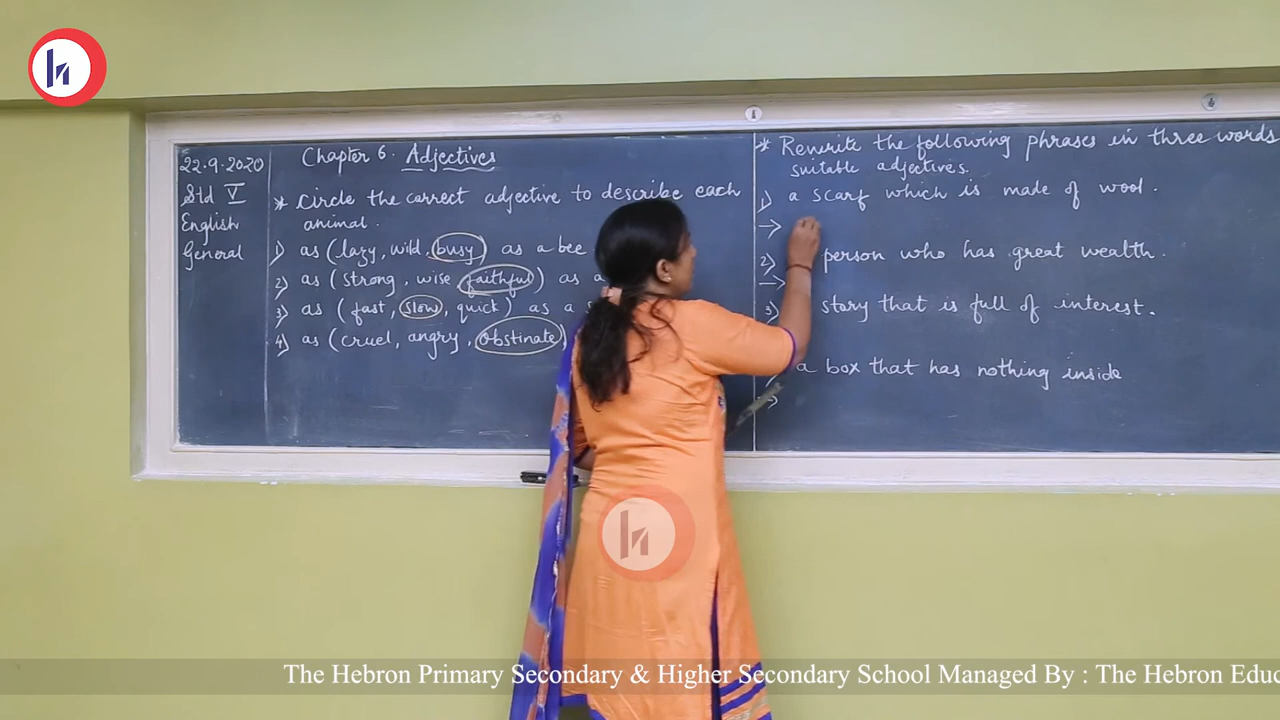 22.9.2020
Std V
English
General
Chapter 6. Adjectives
* Circle the correct adjective to describe each
animal.
1) as (lazy, wild, busy) as a bee
2) as (strong, wise faithful) as a
3) as (fast, slow, quick) as a
4) as (cruel, angry, obstinate)
* Rewrite the following phrases in three words
suitable adjectives.
1) a scarf which is made of wool.
→
2) person who has great wealth.
→
3) story that is full of interest.
a box that has nothing inside
→
The Hebron Primary Secondary & Higher Secondary School Managed By : The Hebron Educ